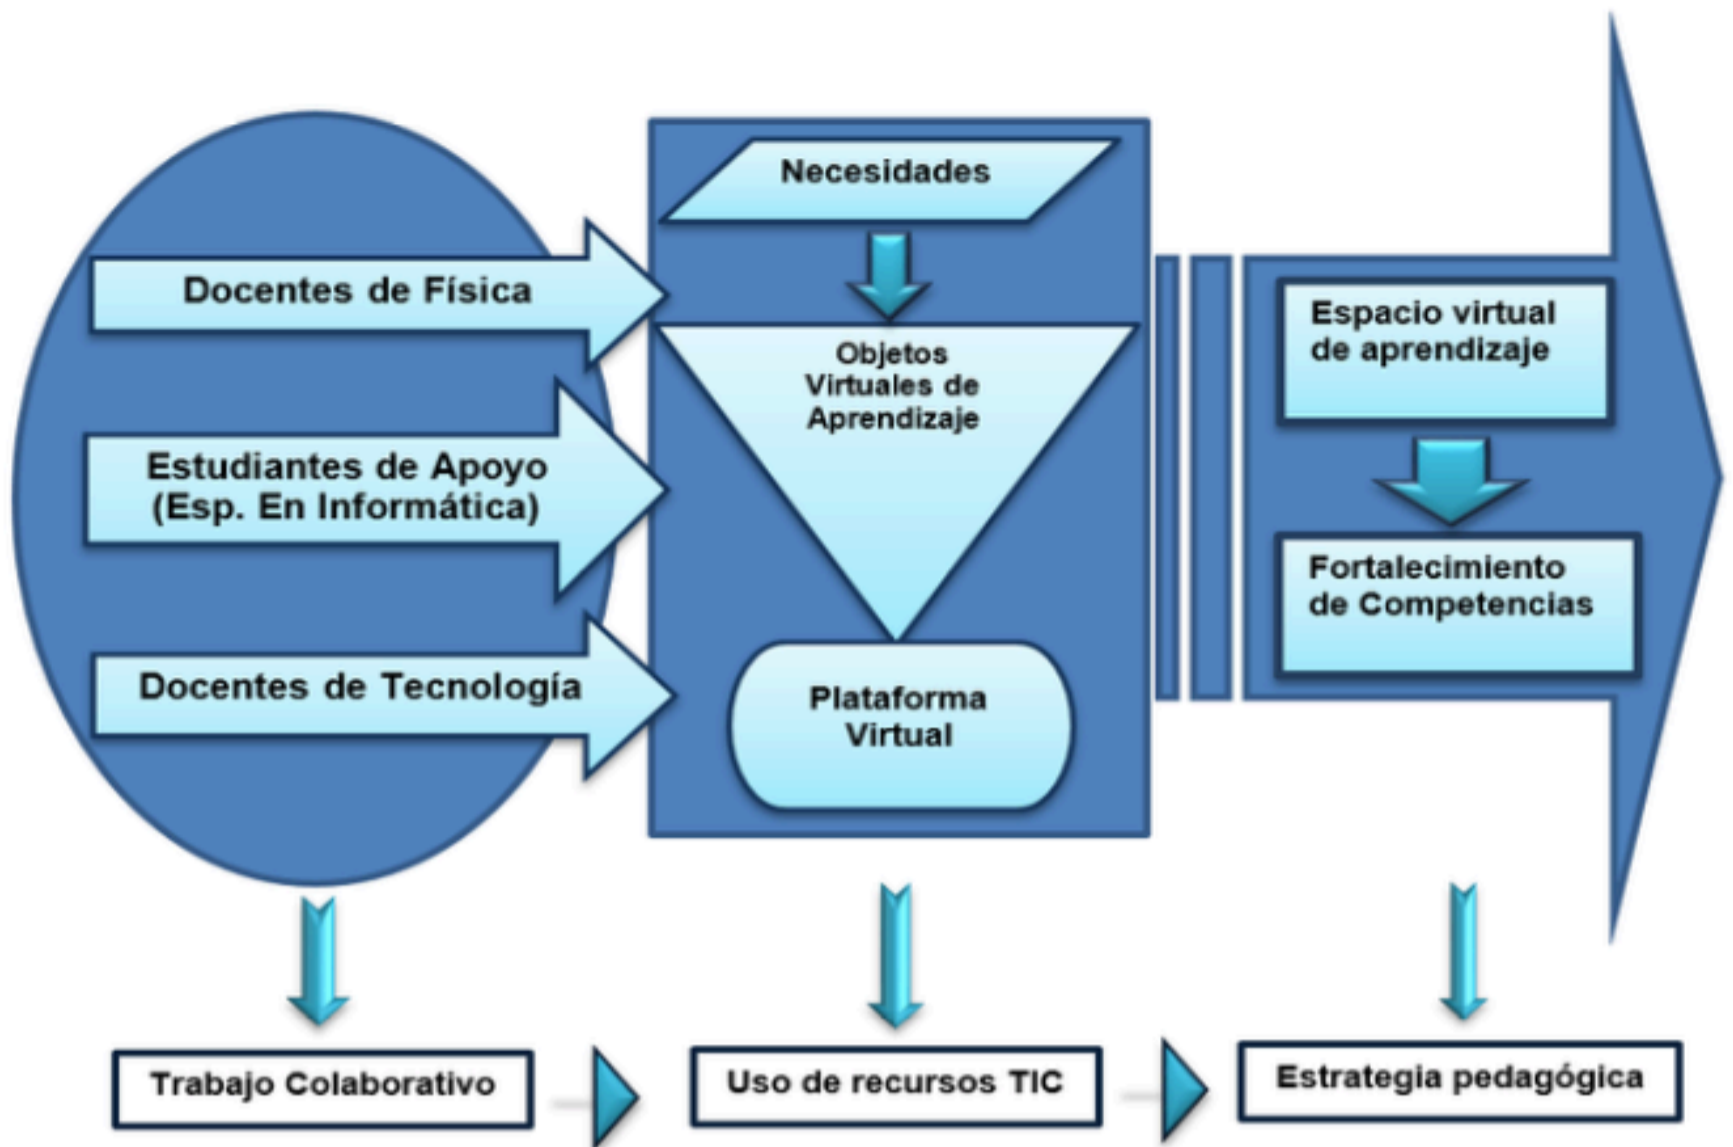 Docentes de Física
Estudiantes de Apoyo
(Esp. En Informática)
Docentes de Tecnología
Necesidades
Objetos
Virtuales de
Aprendizaje
Plataforma
Virtual
Espacio virtual
de aprendizaje
Fortalecimiento
de Competencias
Trabajo Colaborativo
Uso de recursos TIC
Estrategia pedagógica